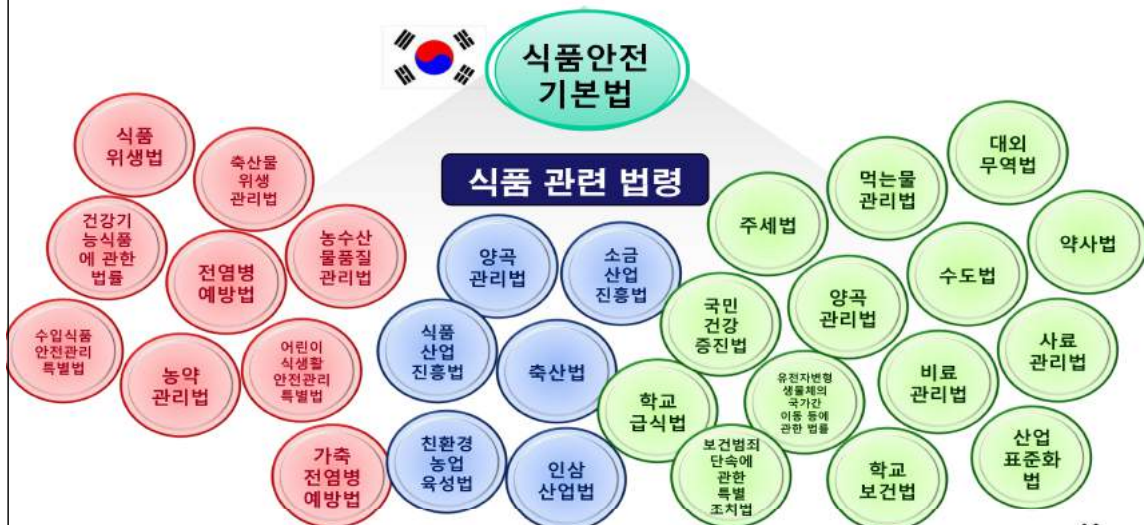 식품안전
기본법
식품 관련 법령
식품
위생법
축산물
위생
관리법
건강기
능식품
에 관한
법률
전염병
예방법
농수산
물품질
관리법
수입식품
안전관리
특별법
농약
관리법
어린이
식생활
안전관리
특별법
가축
전염병
예방법
양곡
관리법
소금
산업
진흥법
식품
산업
진흥법
축산법
친환경
농업
육성법
인삼
산업법
주세법
먹는물
관리법
대외
무역법
국민
건강
증진법
양곡
관리법
수도법
약사법
학교
급식법
유전자변형
생물체의
국가간
이동 등에
관한 법률
비료
관리법
사료
관리법
보건범죄
단속에
관한
특별
조치법
학교
보건법
산업
표준화
법